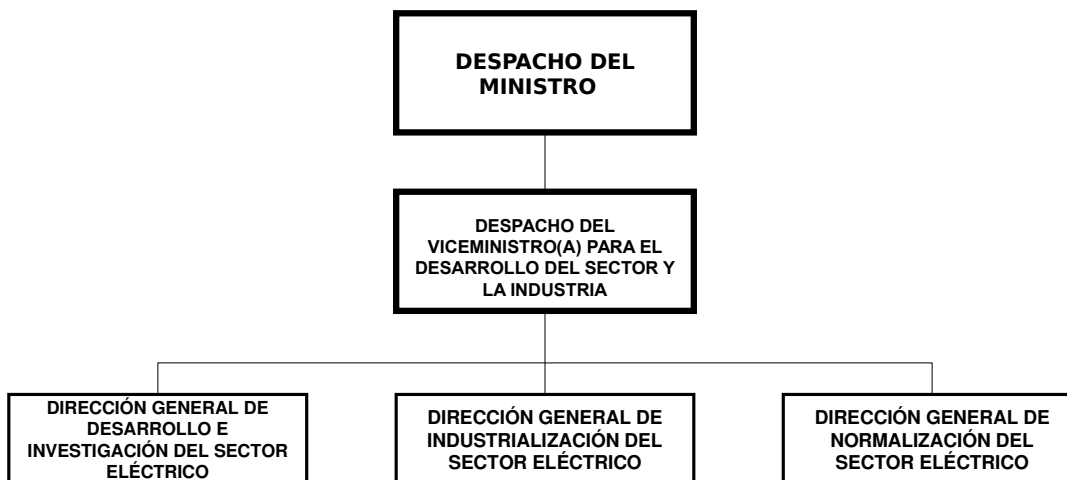 DESPACHO DEL
MINISTRO
DESPACHO DEL
VICEMINISTRO(A) PARA EL
DESARROLLO DEL SECTOR Y
LA INDUSTRIA
DIRECCIÓN GENERAL DE
DESARROLLO E
INVESTIGACIÓN DEL SECTOR
ELÉCTRICO
DIRECCIÓN GENERAL DE
INDUSTRIALIZACIÓN DEL
SECTOR ELÉCTRICO
DIRECCIÓN GENERAL DE
NORMALIZACIÓN DEL
SECTOR ELÉCTRICO